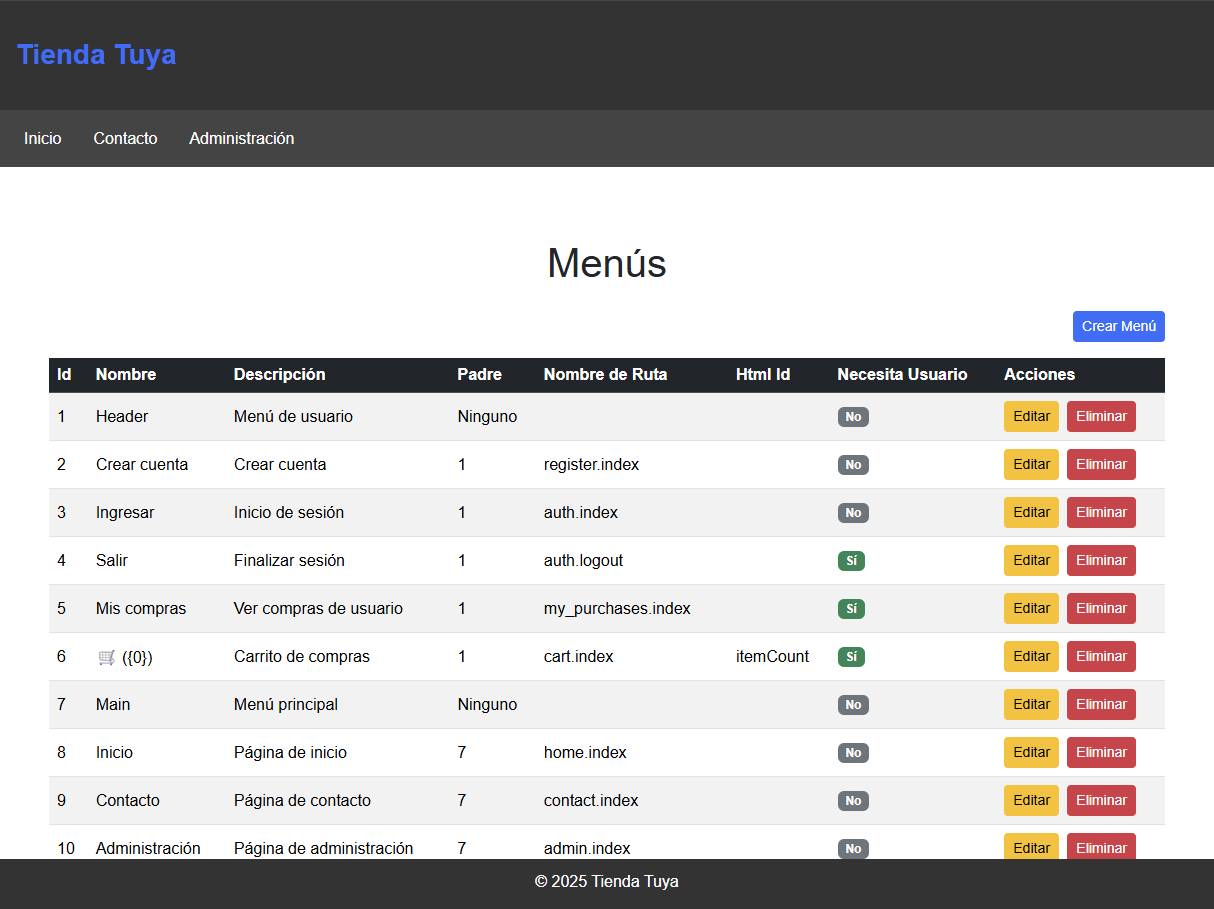 Tienda Tuya
Inicio Contacto Administración
Menús
Crear Menú
Id Nombre Descripción Padre Nombre de Ruta Html Id Necesita Usuario Acciones
1 Header Menú de usuario Ninguno No Editar Eliminar
2 Crear cuenta Crear cuenta 1 register.index No Editar Eliminar
3 Ingresar Inicio de sesión 1 auth.index No Editar Eliminar
4 Salir Finalizar sesión 1 auth.logout Sí Editar Eliminar
5 Mis compras Ver compras de usuario 1 my_purchases.index Sí Editar Eliminar
6 🛒 ({0}) Carrito de compras 1 cart.index itemCount Sí Editar Eliminar
7 Main Menú principal Ninguno No Editar Eliminar
8 Inicio Página de inicio 7 home.index No Editar Eliminar
9 Contacto Página de contacto 7 contact.index No Editar Eliminar
10 Administración Página de administración 7 admin.index No Editar Eliminar
© 2025 Tienda Tuya